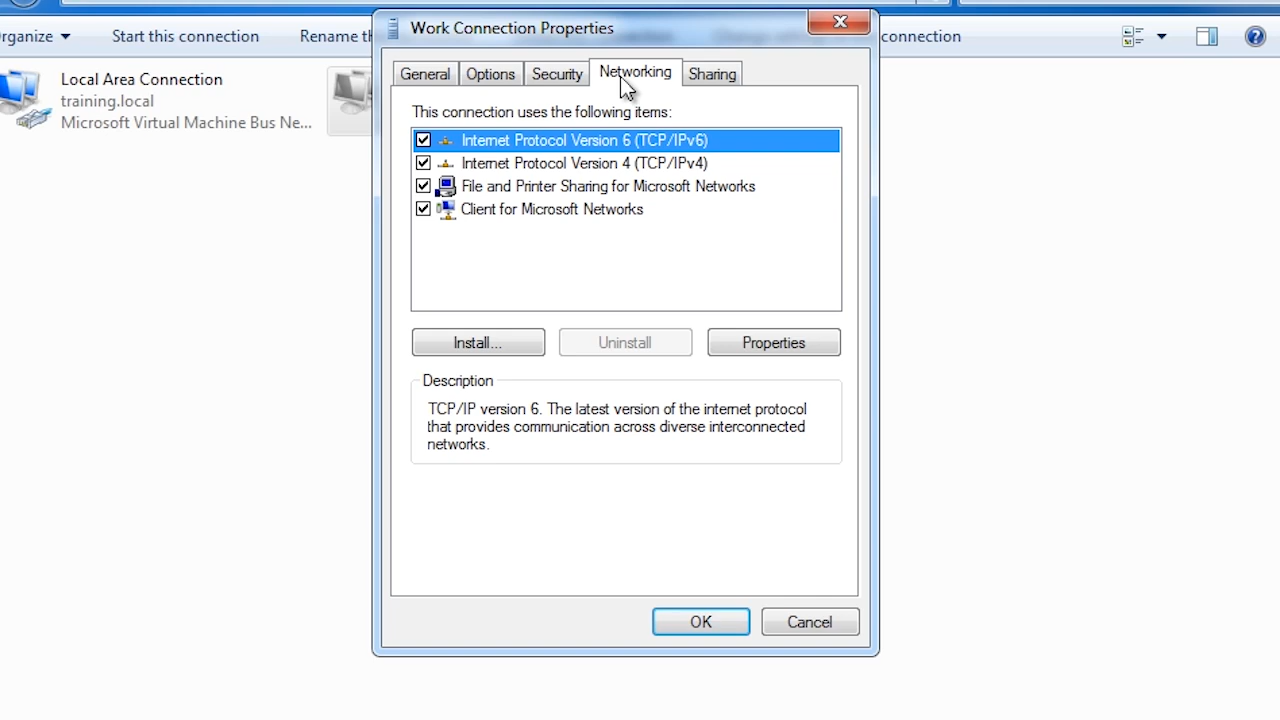 Work Connection Properties
rganize
Start this connection
Rename th
connection
Local Area Connection
training.local
Microsoft Virtual Machine Bus Ne...
General
Options
Security
Networking
Sharing
This connection uses the following items:
Internet Protocol Version 6 (TCP/IPv6)
Internet Protocol Version 4 (TCP/IPv4)
File and Printer Sharing for Microsoft Networks
Client for Microsoft Networks
Install...
Uninstall
Properties
Description
TCP/IP version 6. The latest version of the internet protocol
that provides communication across diverse interconnected
networks.
OK
Cancel